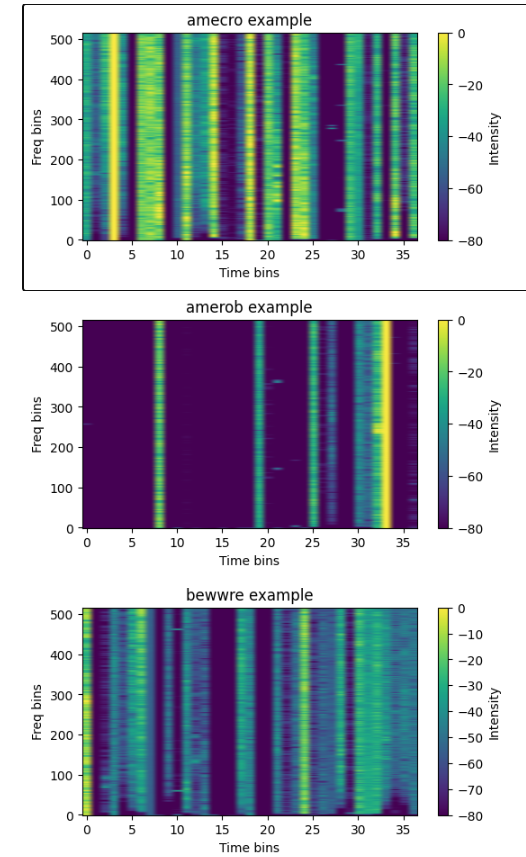 amecro example
500
400
300
200
100
0
Freq bins
0 5 10 15 20 25 30 35
Time bins
0
−20
−40
−60
−80
Intensity
amerob example
500
400
300
200
100
0
Freq bins
0 5 10 15 20 25 30 35
Time bins
0
−20
−40
−60
−80
Intensity
bewwre example
500
400
300
200
100
0
Freq bins
0 5 10 15 20 25 30 35
Time bins
0
−10
−20
−30
−40
−50
−60
−70
−80
Intensity